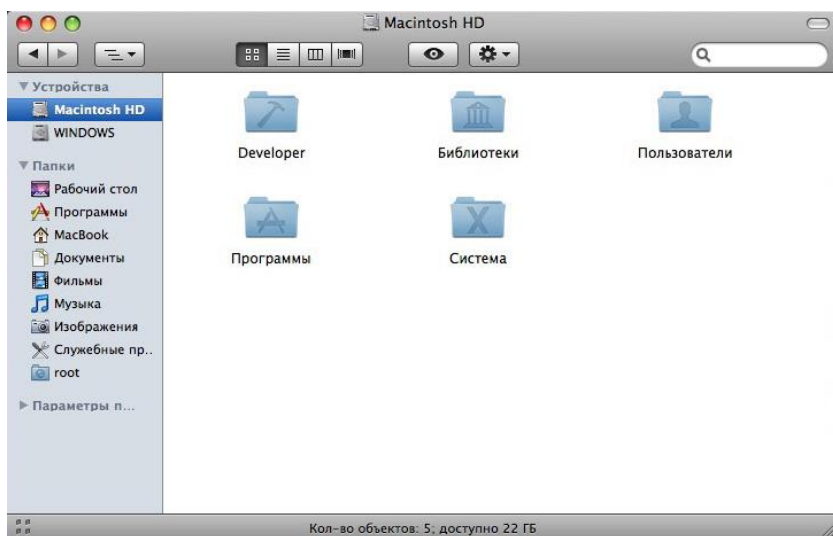 Macintosh HD
Устройства
Macintosh HD
WINDOWS
Папки
Рабочий стол
Программы
MacBook
Документы
Фильмы
Музыка
Изображения
Служебные пр..
root
Параметры п...
Developer
Библиотеки
Пользователи
Программы
Система
Кол-во объектов: 5; доступно 22 ГБ